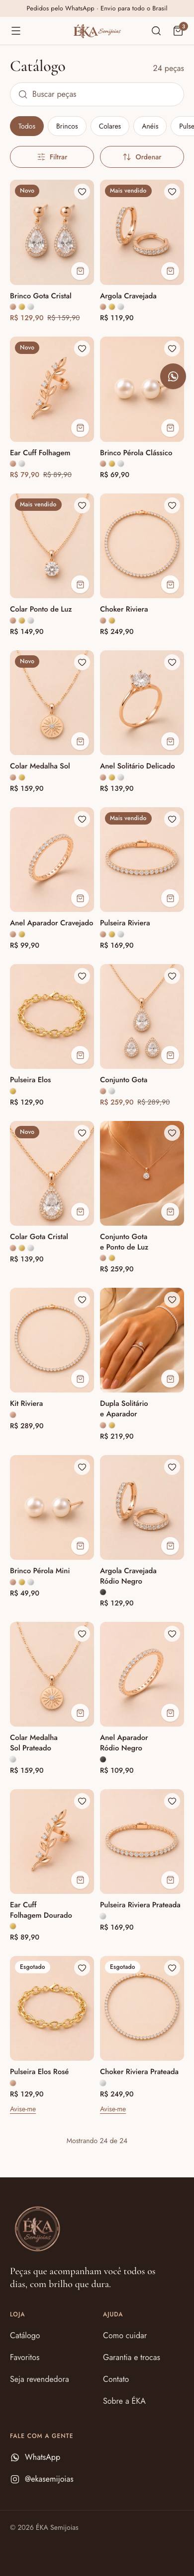 Pedidos pelo WhatsApp · Envio para todo o Brasil
ÉKA Semijoias
3
Catálogo
24 peças
Buscar peças
Todos
Brincos
Colares
Anéis
Pulse
Filtrar
Ordenar
Novo
Mais vendido
Brinco Gota Cristal
R$ 129,90 R$ 159,90
Argola Cravejada
R$ 119,90
Novo
Ear Cuff Folhagem
R$ 79,90 R$ 89,90
Brinco Pérola Clássico
R$ 69,90
Mais vendido
Colar Ponto de Luz
R$ 149,90
Choker Riviera
R$ 249,90
Novo
Colar Medalha Sol
R$ 159,90
Anel Solitário Delicado
R$ 139,90
Mais vendido
Anel Aparador Cravejado
R$ 99,90
Pulseira Riviera
R$ 169,90
Pulseira Elos
R$ 129,90
Conjunto Gota
R$ 259,90 R$ 289,90
Novo
Colar Gota Cristal
R$ 139,90
Conjunto Gota
e Ponto de Luz
R$ 259,90
Kit Riviera
R$ 289,90
Dupla Solitário
e Aparador
R$ 219,90
Brinco Pérola Mini
R$ 49,90
Argola Cravejada
Ródio Negro
R$ 129,90
Colar Medalha
Sol Prateado
R$ 159,90
Anel Aparador
Ródio Negro
R$ 109,90
Ear Cuff
Folhagem Dourado
R$ 89,90
Pulseira Riviera Prateada
R$ 169,90
Esgotado
Esgotado
Pulseira Elos Rosé
R$ 129,90
Avise-me
Choker Riviera Prateada
R$ 249,90
Avise-me
Mostrando 24 de 24
ÉKA
Semijoias
Peças que acompanham você todos os
dias, com brilho que dura.
LOJA
AJUDA
Catálogo
Como cuidar
Favoritos
Garantia e trocas
Seja revendedora
Contato
Sobre a ÉKA
FALE COM A GENTE
WhatsApp
@ekasemijoias
© 2026 ÉKA Semijoias